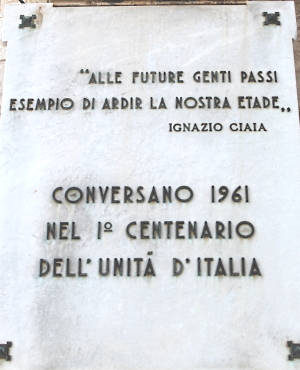 "ALLE FUTURE GENTI PASSI
ESEMPIO DI ARDIR LA NOSTRA ETADE„
IGNAZIO CIAIA
CONVERSANO 1961
NEL 1º CENTENARIO
DELL'UNITÁ D'ITALIA